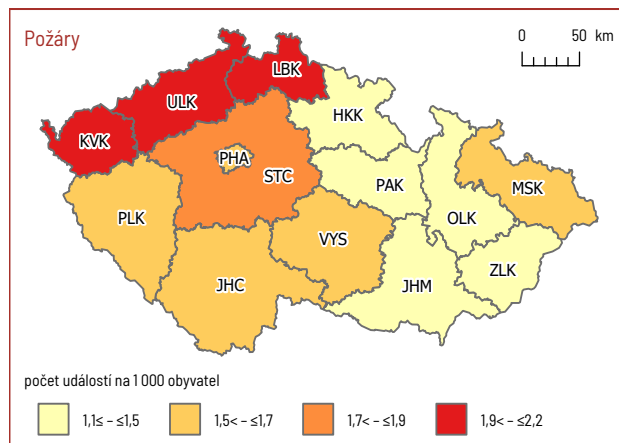 Požáry
0 50 km
LBK
ULK
HKK
KVK
PHA
STC
PAK
MSK
PLK
OLK
VYS
ZLK
JHC
JHM
počet událostí na 1 000 obyvatel
1,1≤ – ≤1,5 1,5< – ≤1,7 1,7< – ≤1,9 1,9< – ≤2,2